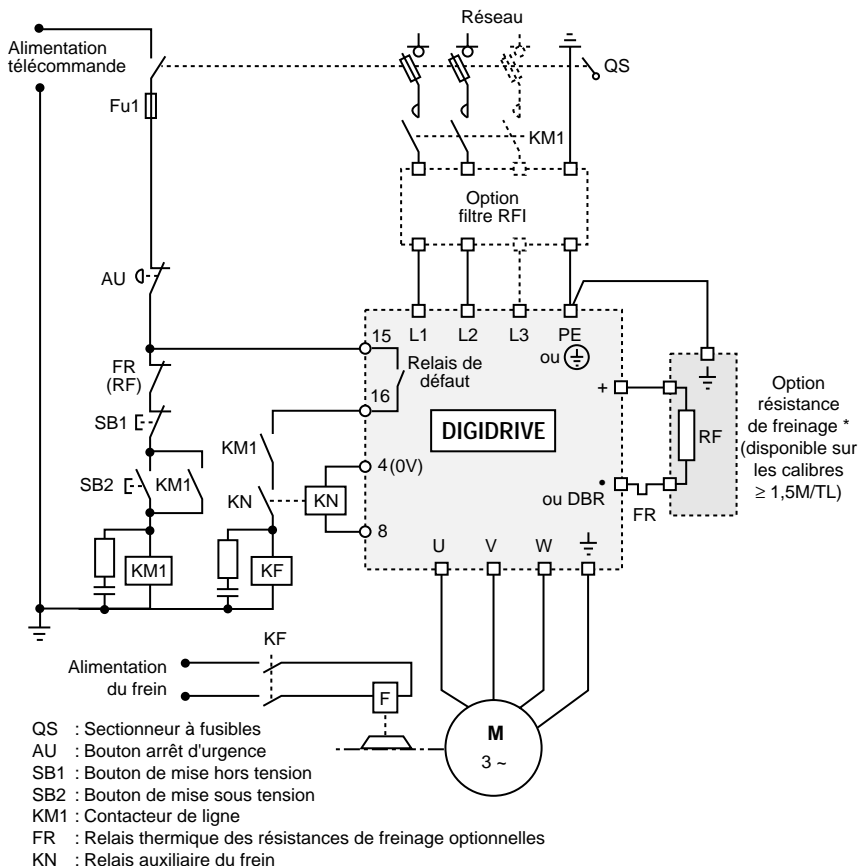 Réseau
Alimentation
télécommande
QS
Fu1
KM1
Option
filtre RFI
AU
15
L1
L2
L3
PE
ou
Relais de
défaut
FR
(RF)
16
+
Option
résistance
de freinage *
(disponible sur
les calibres
≥ 1,5M/TL)
SB1
DIGIDRIVE
RF
KM1
4 (0V)
SB2
KM1
KN
KN
ou DBR
FR
8
KM1
KF
U
V
W
KF
Alimentation
du frein
F
M
3 ~
QS : Sectionneur à fusibles
AU : Bouton arrêt d'urgence
SB1 : Bouton de mise hors tension
SB2 : Bouton de mise sous tension
KM1 : Contacteur de ligne
FR : Relais thermique des résistances de freinage optionnelles
KN : Relais auxiliaire du frein